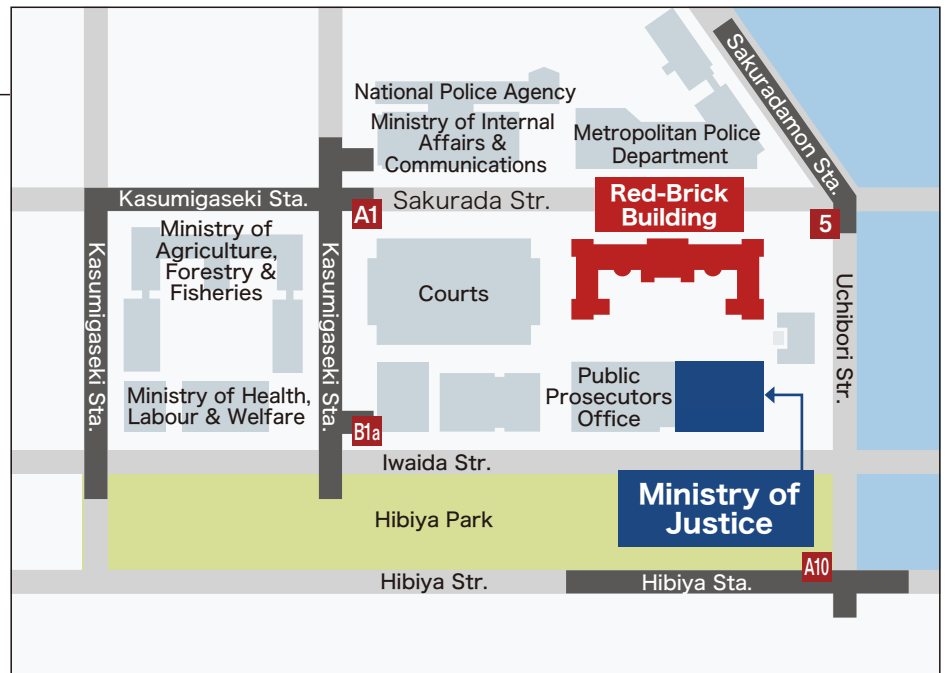 National Police Agency
Ministry of Internal
Affairs &
Communications
Metropolitan Police
Department
Sakuradamon Sta.
Kasumigaseki Sta.
A1
Sakurada Str.
Red-Brick
Building
5
Kasumigaseki Sta.
Ministry of
Agriculture,
Forestry &
Fisheries
Kasumigaseki Sta.
Courts
Uchibori Str.
Ministry of Health,
Labour & Welfare
B1a
Public
Prosecutors
Office
Iwaida Str.
Hibiya Park
Ministry of
Justice
A10
Hibiya Str.
Hibiya Sta.